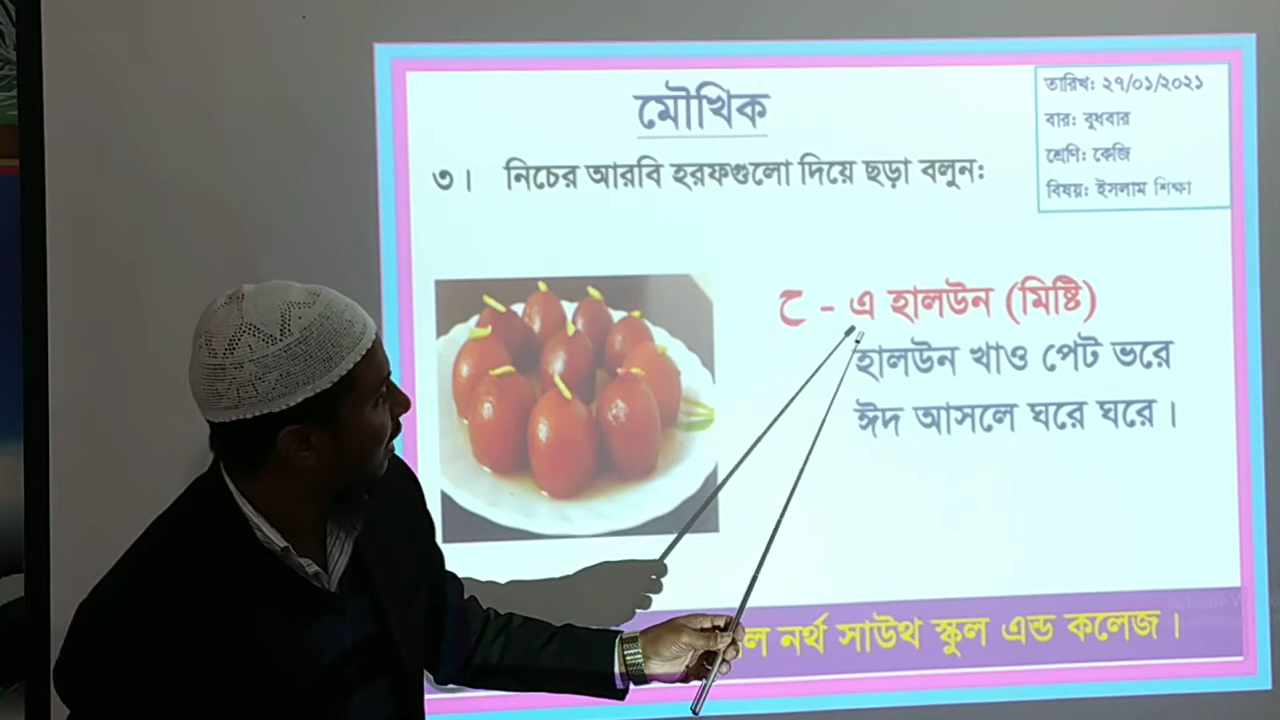 মৌখিক
তারিখ: ২৭/০১/২০২১
বার: বুধবার
শ্রেণি: কেজি
বিষয়: ইসলাম শিক্ষা
৩। নিচের আরবি হরফগুলো দিয়ে ছড়া বলুন:
ح - এ হালউন (মিষ্টি)
হালউন খাও পেট ভরে
ঈদ আসলে ঘরে ঘরে।
নর্থ সাউথ স্কুল এন্ড কলেজ।